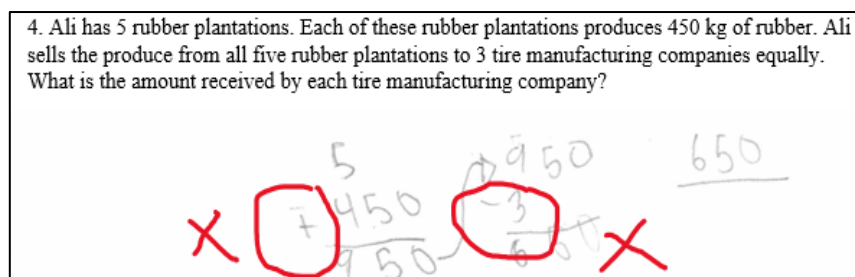 4. Ali has 5 rubber plantations. Each of these rubber plantations produces 450 kg of rubber. Ali
sells the produce from all five rubber plantations to 3 tire manufacturing companies equally.
What is the amount received by each tire manufacturing company?
5 950 650
+450 -3
950 650